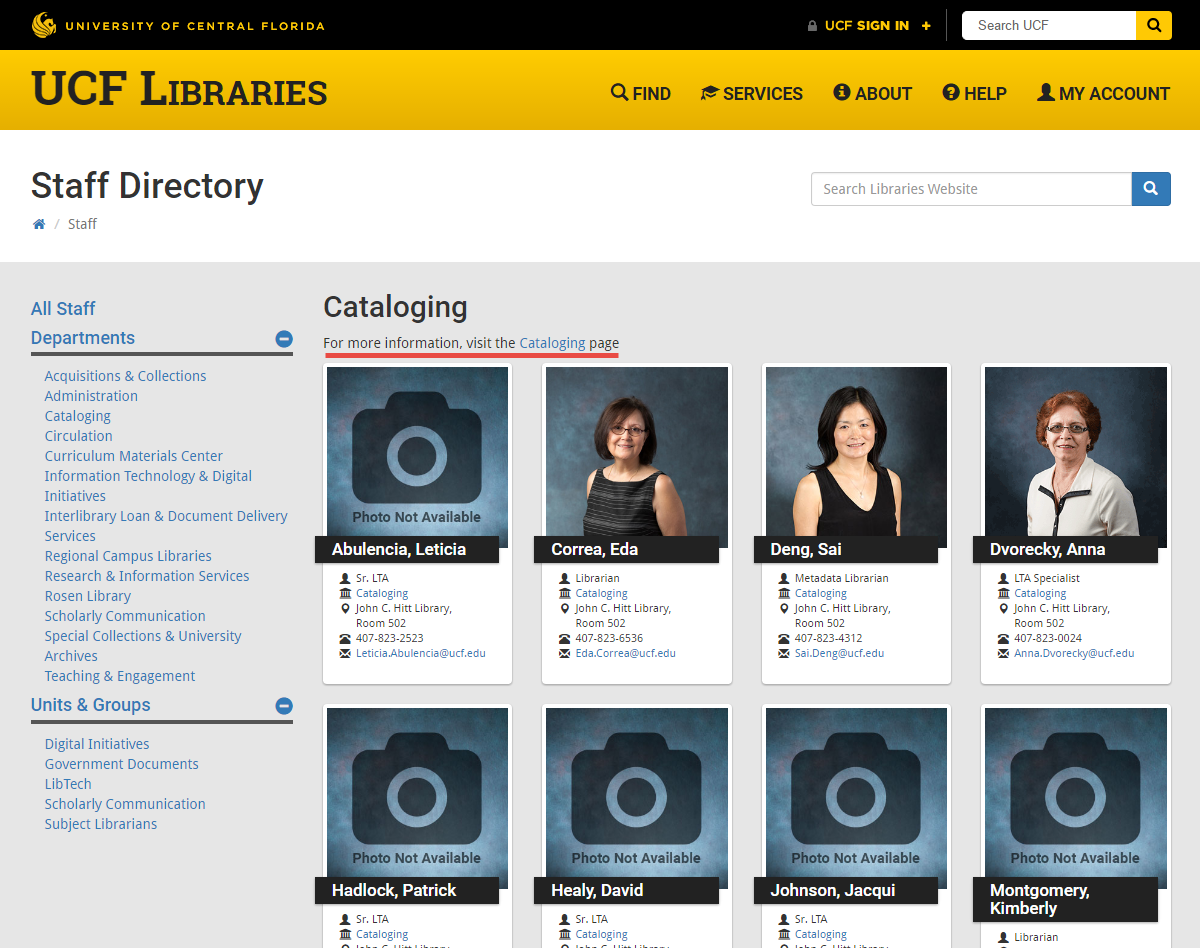 UNIVERSITY OF CENTRAL FLORIDA
UCF SIGN IN +
Search UCF
UCF LIBRARIES
FIND
SERVICES
ABOUT
HELP
MY ACCOUNT
Staff Directory
Search Libraries Website
/ Staff
All Staff
Departments
Acquisitions & Collections
Administration
Cataloging
Circulation
Curriculum Materials Center
Information Technology & Digital
Initiatives
Interlibrary Loan & Document Delivery
Services
Regional Campus Libraries
Research & Information Services
Rosen Library
Scholarly Communication
Special Collections & University
Archives
Teaching & Engagement
Units & Groups
Digital Initiatives
Government Documents
LibTech
Scholarly Communication
Subject Librarians
Cataloging
For more information, visit the Cataloging page
Photo Not Available
Abulencia, Leticia
Sr. LTA
Cataloging
John C. Hitt Library,
Room 502
407-823-2523
Leticia.Abulencia@ucf.edu
Correa, Eda
Librarian
Cataloging
John C. Hitt Library,
Room 502
407-823-6536
Eda.Correa@ucf.edu
Deng, Sai
Metadata Librarian
Cataloging
John C. Hitt Library,
Room 502
407-823-4312
Sai.Deng@ucf.edu
Dvorecky, Anna
LTA Specialist
Cataloging
John C. Hitt Library,
Room 502
407-823-0024
Anna.Dvorecky@ucf.edu
Photo Not Available
Hadlock, Patrick
Sr. LTA
Cataloging
Photo Not Available
Healy, David
Sr. LTA
Cataloging
Photo Not Available
Johnson, Jacqui
Sr. LTA
Cataloging
Photo Not Available
Montgomery,
Kimberly
Librarian